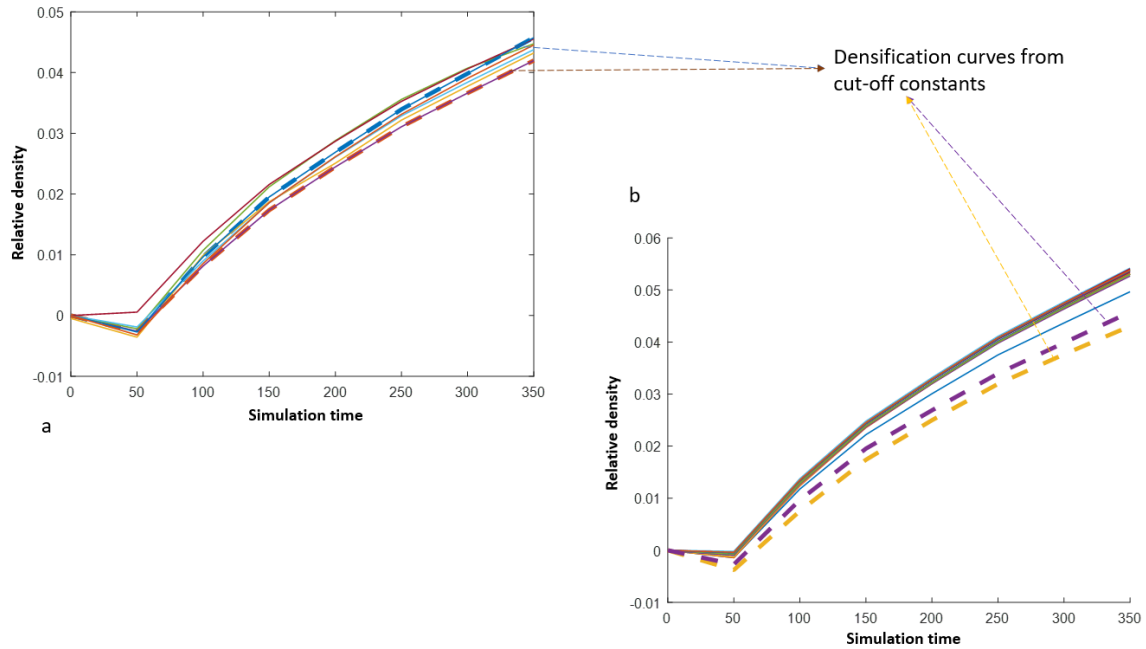 0.05
0.04
0.03
0.02
0.01
0
-0.01
Relative density
0 50 100 150 200 250 300 350
Simulation time
a
Densification curves from
cut-off constants
b
0.06
0.05
0.04
0.03
0.02
0.01
0
-0.01
Relative density
0 50 100 150 200 250 300 350
Simulation time